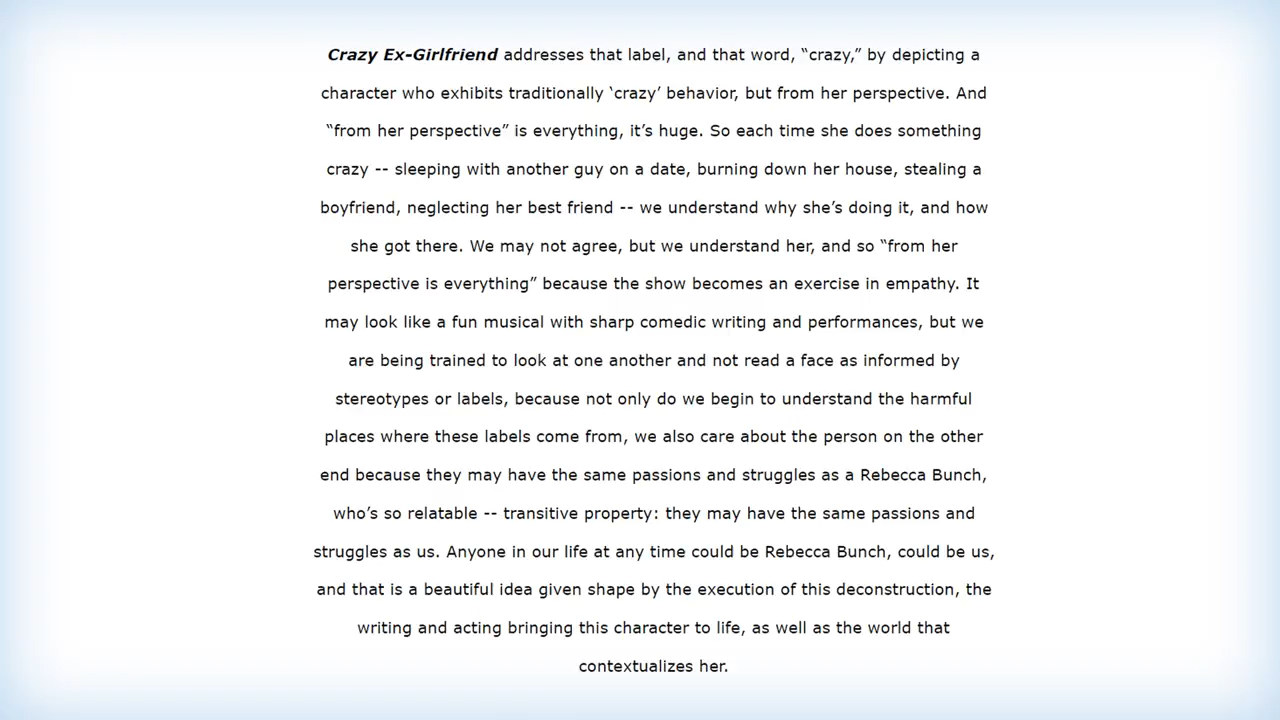 Crazy Ex-Girlfriend addresses that label, and that word, “crazy,” by depicting a
character who exhibits traditionally ‘crazy’ behavior, but from her perspective. And
“from her perspective” is everything, it’s huge. So each time she does something
crazy -- sleeping with another guy on a date, burning down her house, stealing a
boyfriend, neglecting her best friend -- we understand why she’s doing it, and how
she got there. We may not agree, but we understand her, and so “from her
perspective is everything” because the show becomes an exercise in empathy. It
may look like a fun musical with sharp comedic writing and performances, but we
are being trained to look at one another and not read a face as informed by
stereotypes or labels, because not only do we begin to understand the harmful
places where these labels come from, we also care about the person on the other
end because they may have the same passions and struggles as a Rebecca Bunch,
who’s so relatable -- transitive property: they may have the same passions and
struggles as us. Anyone in our life at any time could be Rebecca Bunch, could be us,
and that is a beautiful idea given shape by the execution of this deconstruction, the
writing and acting bringing this character to life, as well as the world that
contextualizes her.